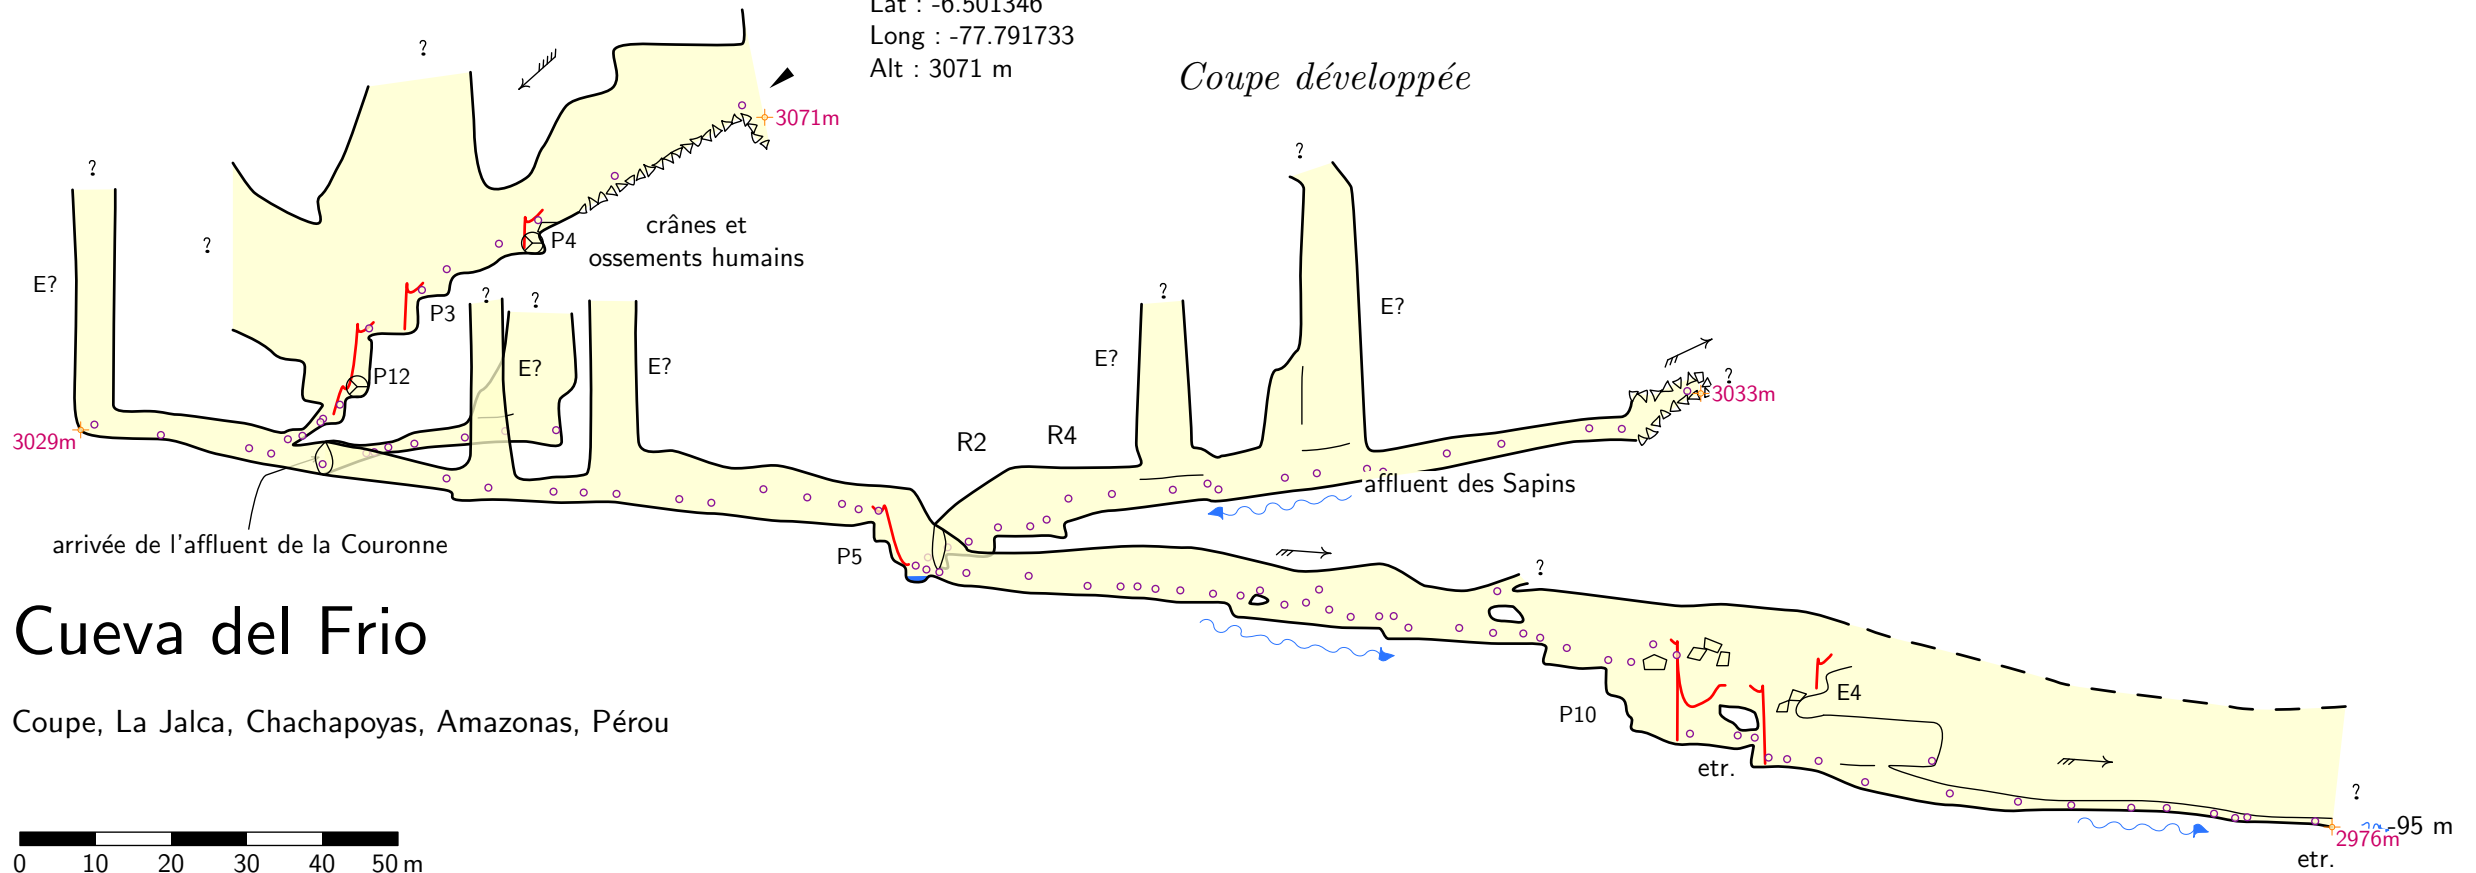 Lat : -6.501346
Long : -77.791733
Alt : 3071 m
Coupe développée
?
3071m
?
?
?
P4
crânes et
ossements humains
E?
P3
?
?
?
E?
E?
E?
E?
P12
?
3033m
3029m
R2
R4
affluent des Sapins
arrivée de l'affluent de la Couronne
P5
?
Cueva del Frio
Coupe, La Jalca, Chachapoyas, Amazonas, Pérou
E4
P10
etr.
?
-95 m
2976m
etr.
0 10 20 30 40 50 m